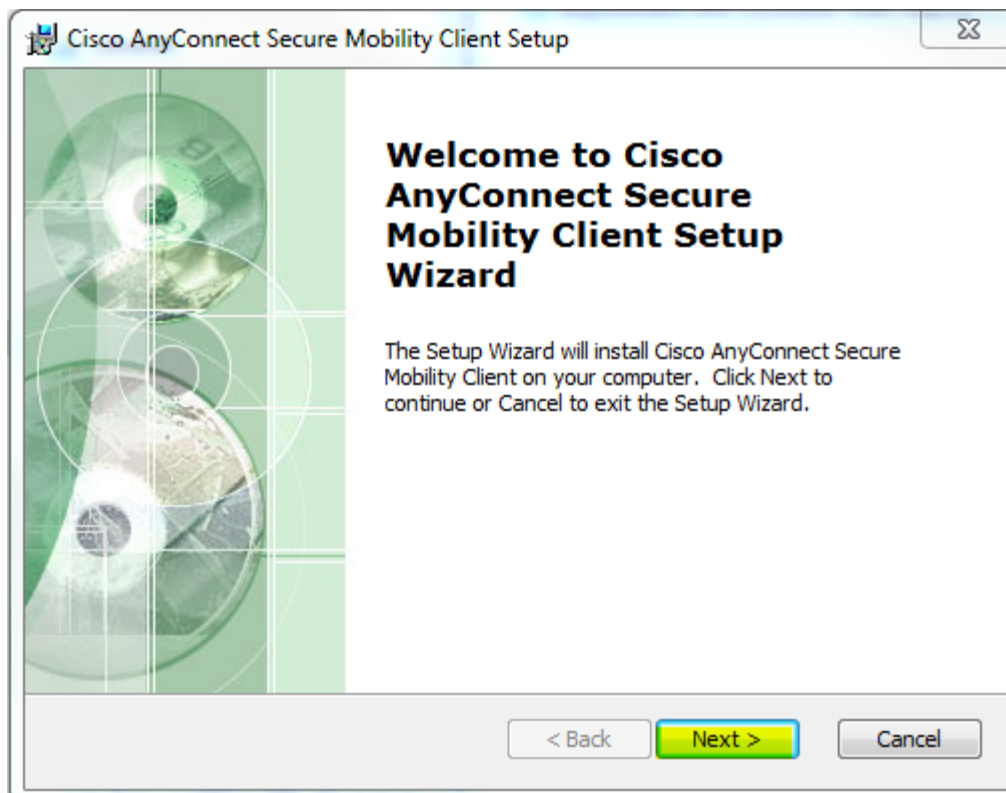 Cisco AnyConnect Secure Mobility Client Setup
Welcome to Cisco
AnyConnect Secure
Mobility Client Setup
Wizard
The Setup Wizard will install Cisco AnyConnect Secure
Mobility Client on your computer.  Click Next to
continue or Cancel to exit the Setup Wizard.
< Back
Next >
Cancel